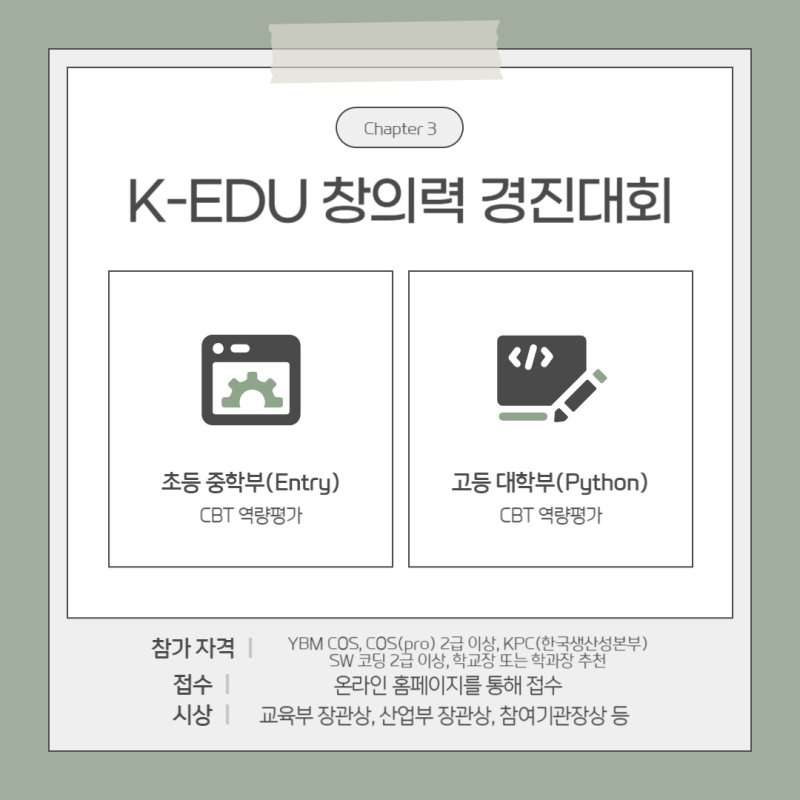 Chapter 3
K-EDU 창의력 경진대회
초등 중학부(Entry)
CBT 역량평가
고등 대학부(Python)
CBT 역량평가
참가 자격 | YBM COS, COS(pro) 2급 이상, KPC(한국생산성본부)
SW 코딩 2급 이상, 학교장 또는 학과장 추천
접수 | 온라인 홈페이지를 통해 접수
시상 | 교육부 장관상, 산업부 장관상, 참여기관장상 등